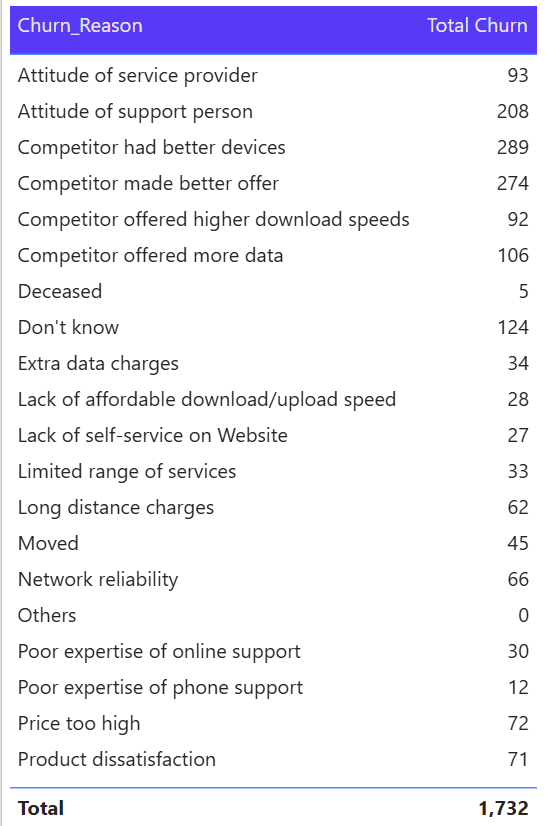 Churn_Reason Total Churn
Attitude of service provider 93
Attitude of support person 208
Competitor had better devices 289
Competitor made better offer 274
Competitor offered higher download speeds 92
Competitor offered more data 106
Deceased 5
Don't know 124
Extra data charges 34
Lack of affordable download/upload speed 28
Lack of self-service on Website 27
Limited range of services 33
Long distance charges 62
Moved 45
Network reliability 66
Others 0
Poor expertise of online support 30
Poor expertise of phone support 12
Price too high 72
Product dissatisfaction 71
Total 1,732